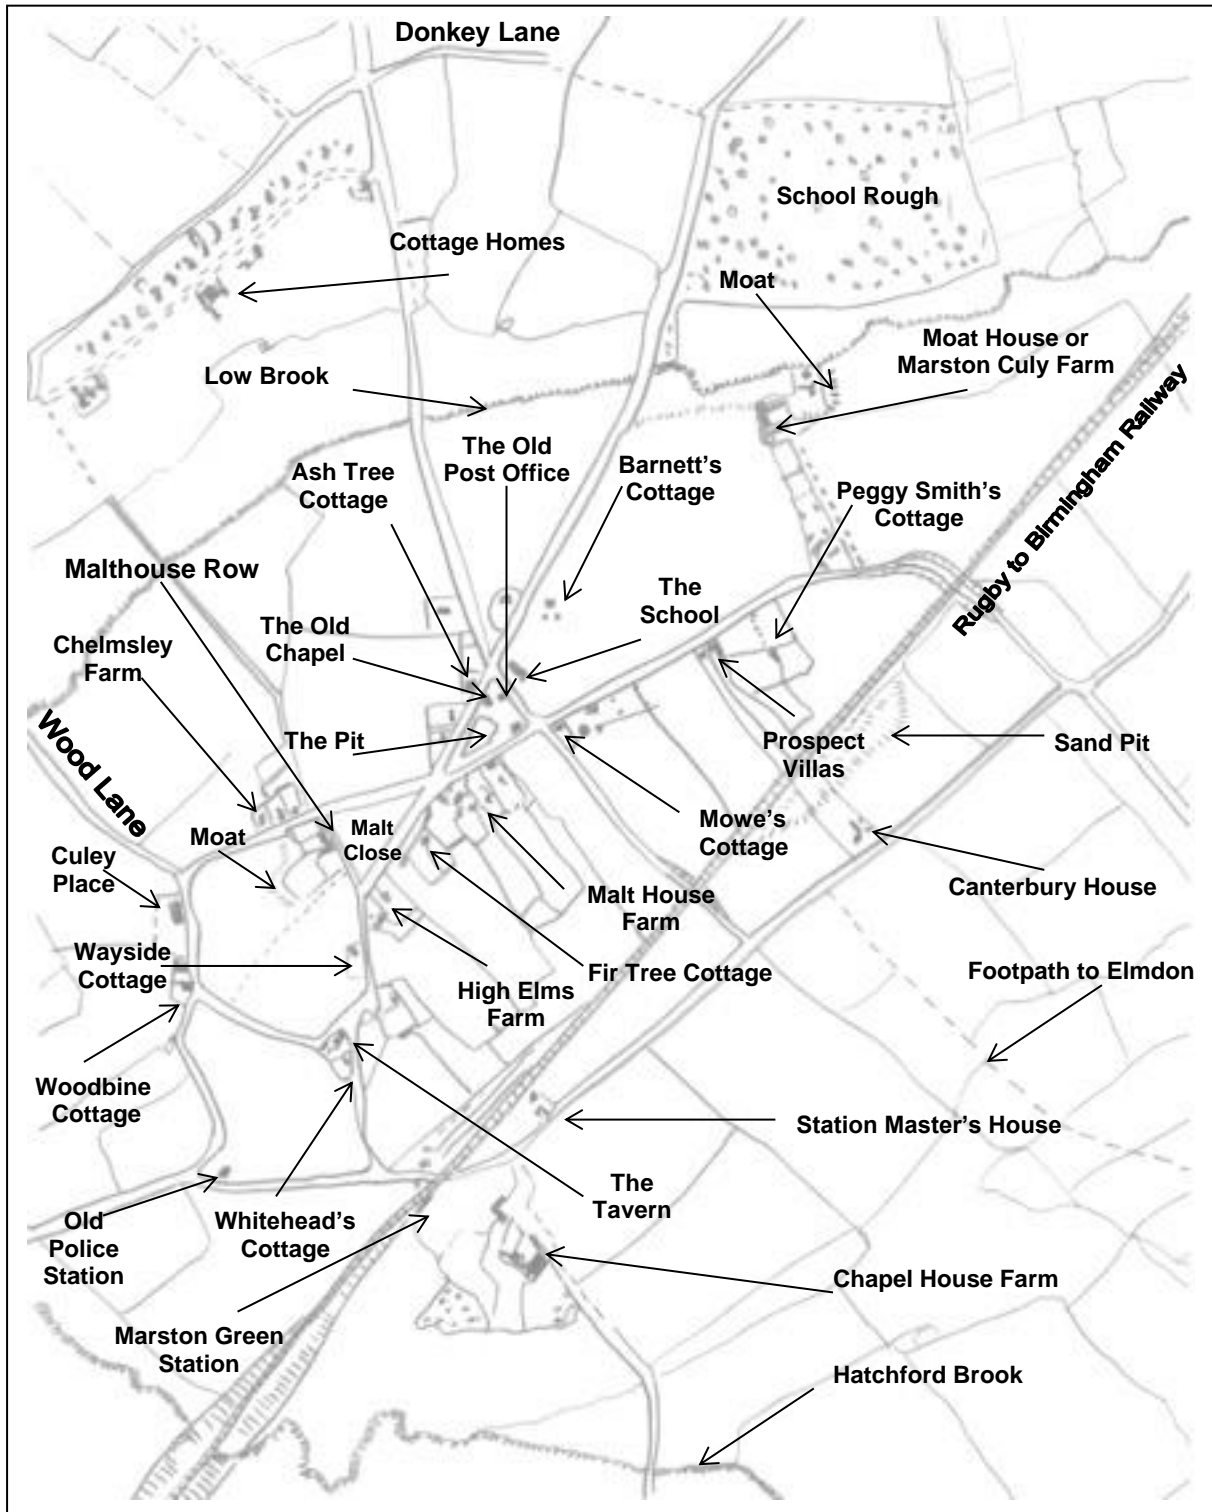 Donkey Lane
School Rough
Cottage Homes
Moat
Moat House or
Marston Culy Farm
Low Brook
Rugby to Birmingham Railway
The Old
Post Office
Barnett's
Cottage
Ash Tree
Cottage
Peggy Smith's
Cottage
Malthouse Row
The
School
The Old
Chapel
Chelmsley
Farm
Wood Lane
The Pit
Prospect
Villas
Sand Pit
Malt
Close
Moat
Mowe's
Cottage
Culey
Place
Malt House
Farm
Canterbury House
Wayside
Cottage
Fir Tree Cottage
Footpath to Elmdon
High Elms
Farm
Woodbine
Cottage
Station Master's House
The
Tavern
Old
Police
Station
Whitehead's
Cottage
Chapel House Farm
Marston Green
Station
Hatchford Brook